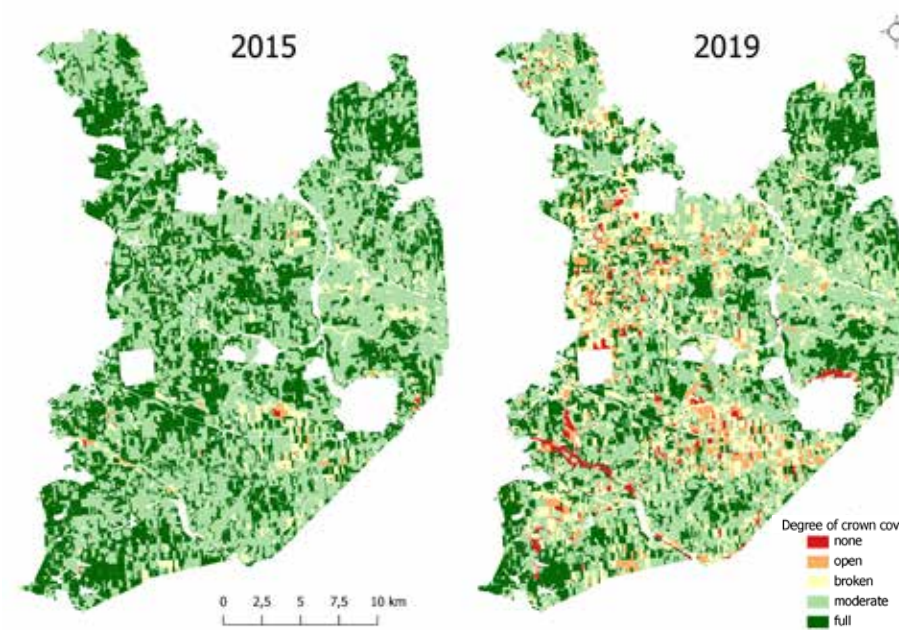 2015
2019
0 2,5 5 7,5 10 km
Degree of crown cov
none
open
broken
moderate
full